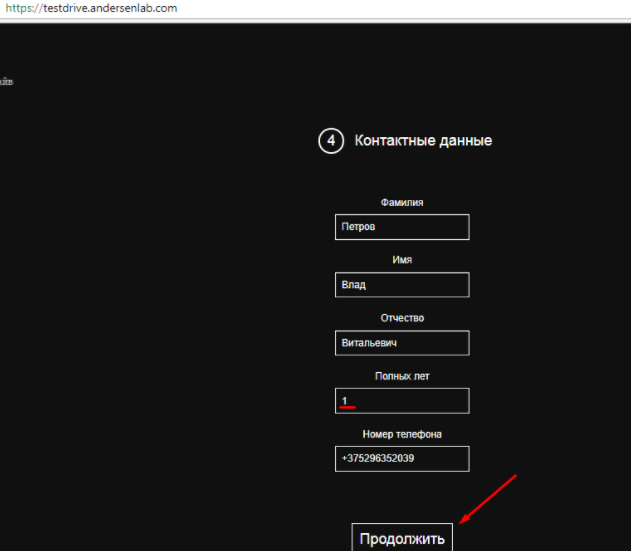 https://testdrive.andersenlab.com
4 Контактные данные
Фамилия
Петров
Имя
Влад
Отчество
Витальевич
Полных лет
1
Номер телефона
+375296352039
Продолжить